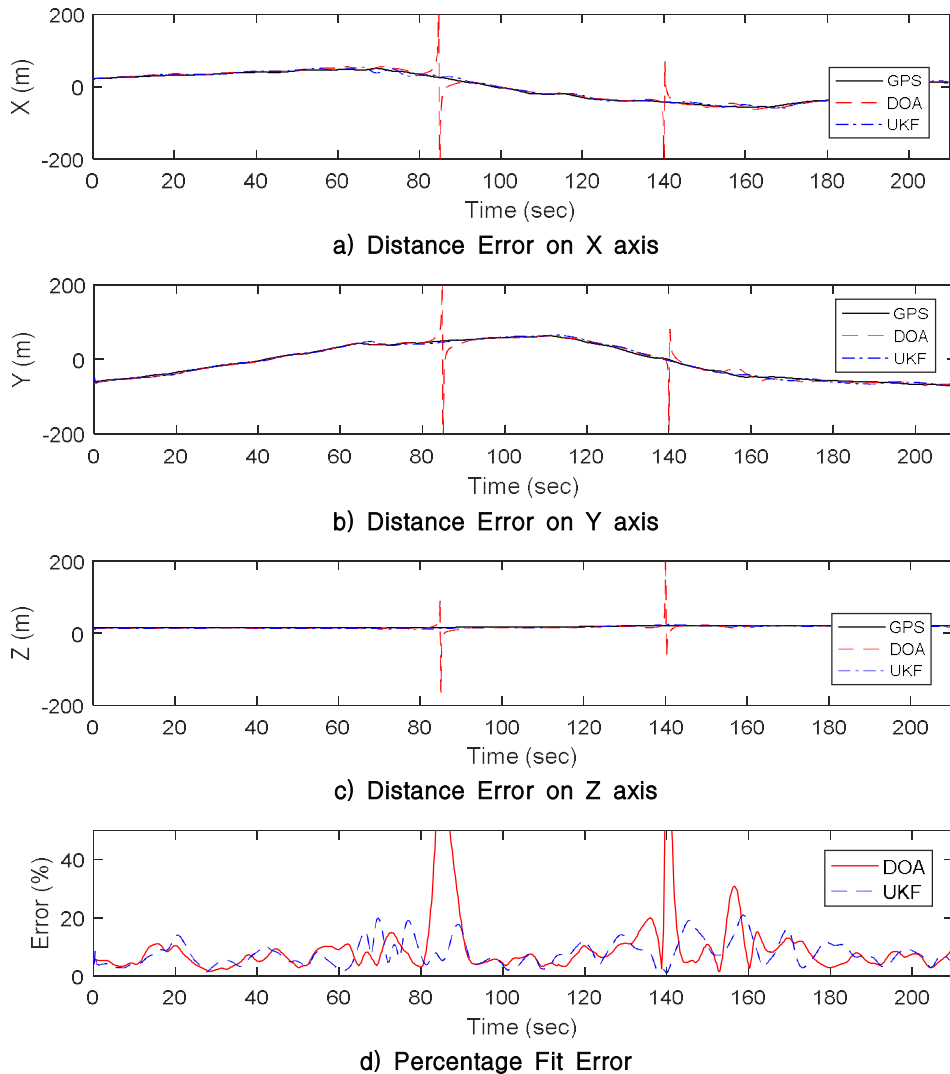 200
0
-200
X (m)
GPS
DOA
UKF
0 20 40 60 80 100 120 140 160 180 200
Time (sec)
a) Distance Error on X axis
200
0
-200
Y (m)
GPS
DOA
UKF
0 20 40 60 80 100 120 140 160 180 200
Time (sec)
b) Distance Error on Y axis
200
0
-200
Z (m)
GPS
DOA
UKF
0 20 40 60 80 100 120 140 160 180 200
Time (sec)
c) Distance Error on Z axis
40
20
0
Error (%)
DOA
UKF
0 20 40 60 80 100 120 140 160 180 200
Time (sec)
d) Percentage Fit Error